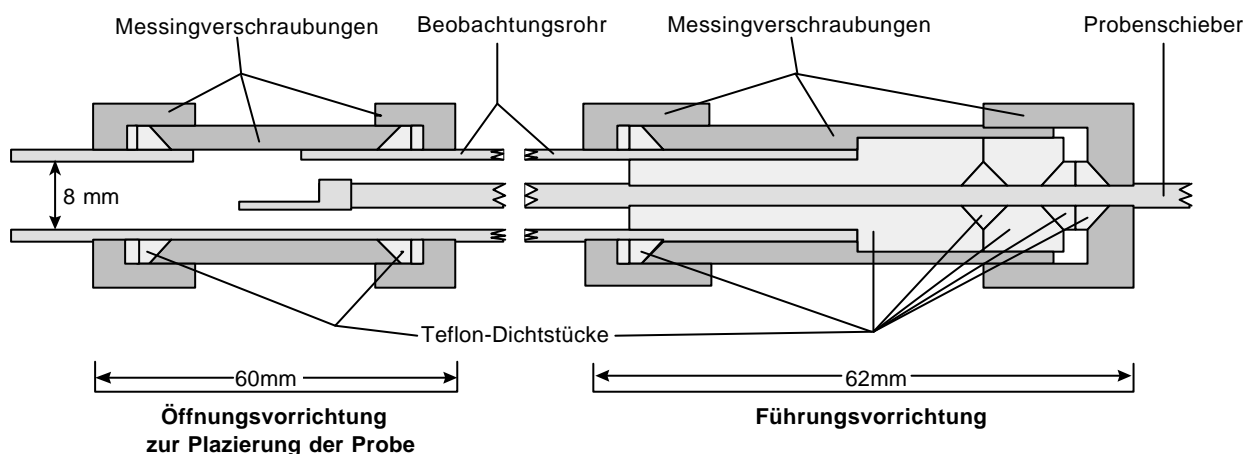 Messingverschraubungen
Beobachtungsrohr
Messingverschraubungen
Probenschieber
8 mm
Teflon-Dichtstücke
60mm
62mm
Öffnungsvorrichtung
zur Plazierung der Probe
Führungsvorrichtung